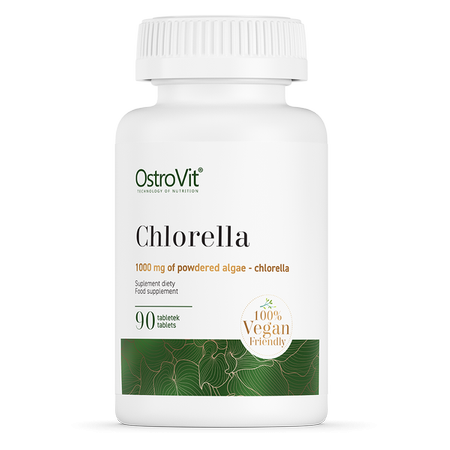 OstroVit®
TECHNOLOGY OF NUTRITION
Chlorella
1000 mg of powdered algae - chlorella
Suplement diety
Food supplement
90 tabletek
tablets
100%
Vegan
Friendly